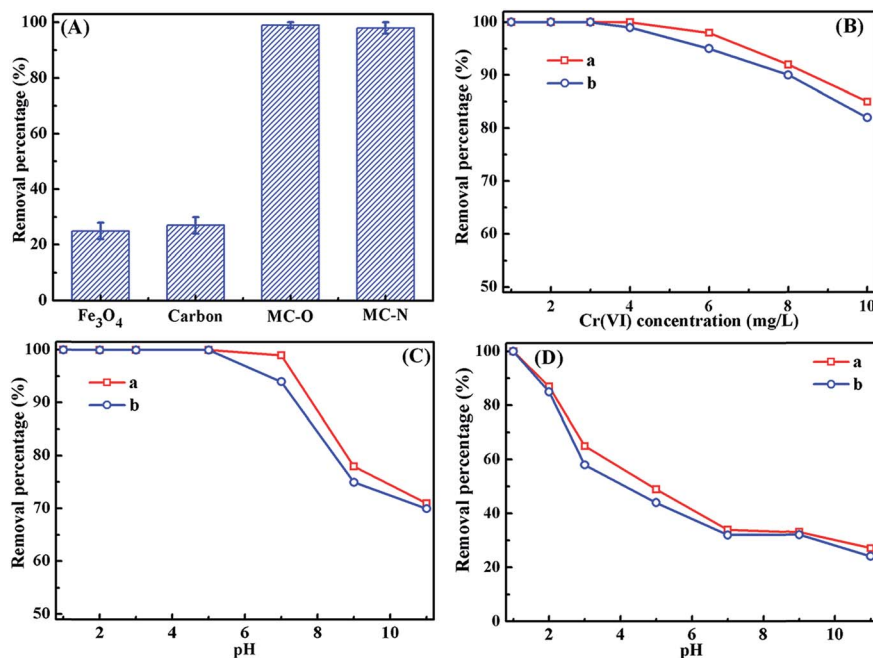 (A)
Removal percentage (%)
100
80
60
40
20
0
Fe₃O₄ Carbon MC-O MC-N
(B)
Removal percentage (%)
100
90
80
70
60
50
a
b
2 4 6 8 10
Cr(VI) concentration (mg/L)
(C)
Removal percentage (%)
100
90
80
70
60
50
a
b
2 4 6 8 10
pH
(D)
Removal percentage (%)
100
80
60
40
20
0
a
b
2 4 6 8 10
pH